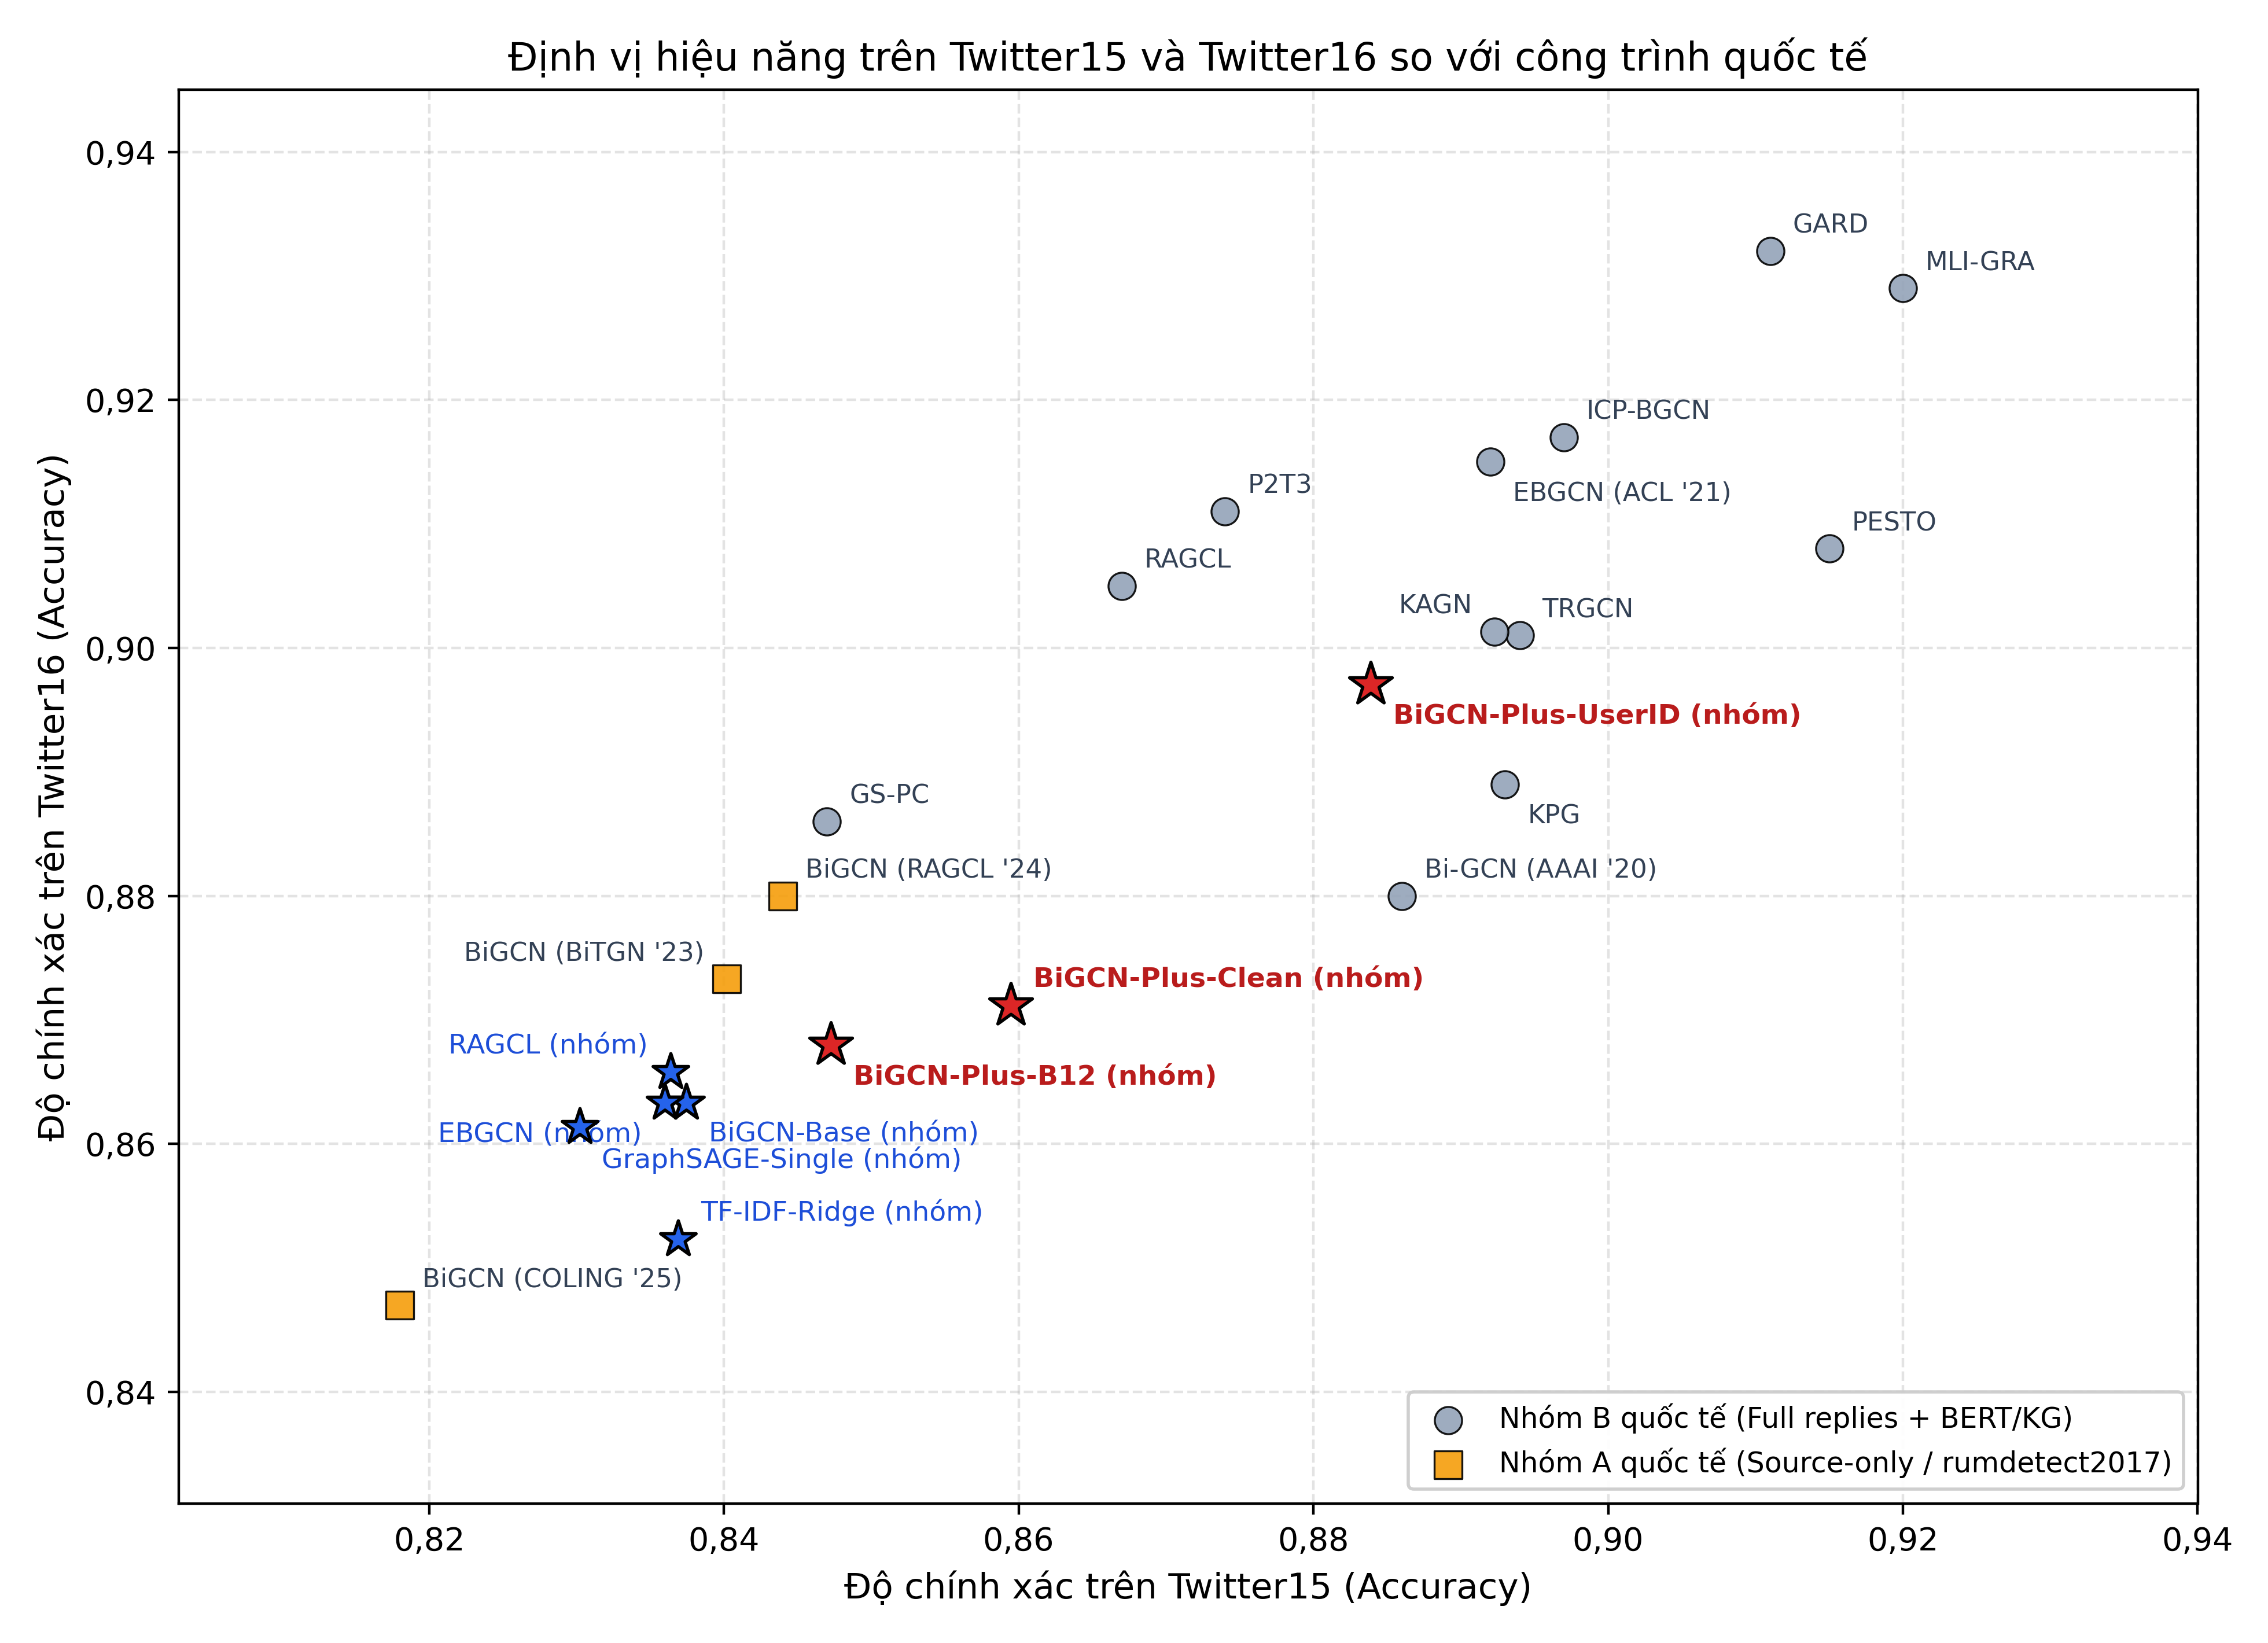 Định vị hiệu năng trên Twitter15 và Twitter16 so với công trình quốc tế
Độ chính xác trên Twitter16 (Accuracy)
0,94
0,92
0,90
0,88
0,86
0,84
GARD
MLI-GRA
ICP-BGCN
P2T3
EBGCN (ACL '21)
PESTO
RAGCL
KAGN
TRGCN
BiGCN-Plus-UserID (nhóm)
GS-PC
KPG
BiGCN (RAGCL '24)
Bi-GCN (AAAI '20)
BiGCN (BiTGN '23)
BiGCN-Plus-Clean (nhóm)
RAGCL (nhóm)
BiGCN-Plus-B12 (nhóm)
EBGCN (nhóm)
BiGCN-Base (nhóm)
GraphSAGE-Single (nhóm)
TF-IDF-Ridge (nhóm)
BiGCN (COLING '25)
Nhóm B quốc tế (Full replies + BERT/KG)
Nhóm A quốc tế (Source-only / rumdetect2017)
0,82
0,84
0,86
0,88
0,90
0,92
0,94
Độ chính xác trên Twitter15 (Accuracy)